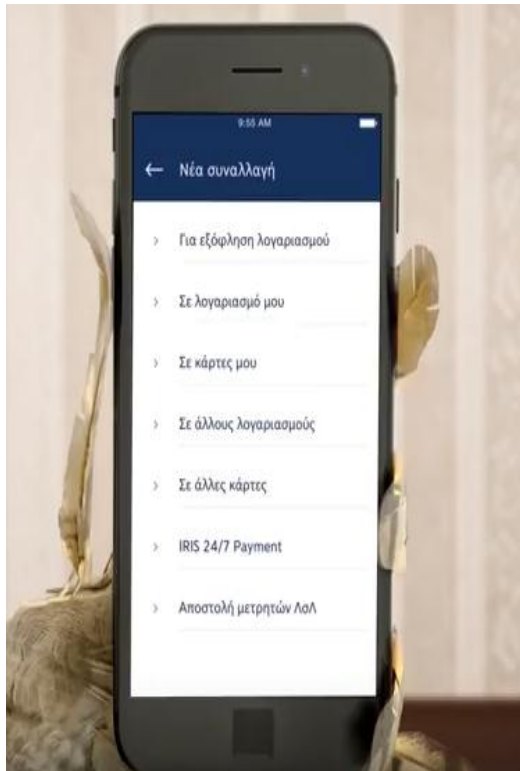 9:55 AM
Νέα συναλλαγή
Για εξόφληση λογαριασμού
Σε λογαριασμό μου
Σε κάρτες μου
Σε άλλους λογαριασμούς
Σε άλλες κάρτες
IRIS 24/7 Payment
Αποστολή μετρητών ΛσΛ